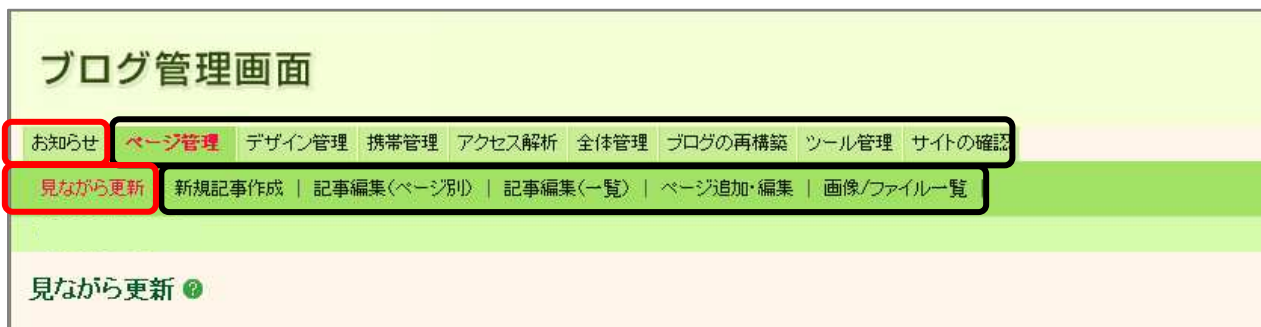 ブログ管理画面
お知らせ ページ管理 デザイン管理 携帯管理 アクセス解析 全体管理 ブログの再構築 ツール管理 サイトの確認
見ながら更新 新規記事作成 | 記事編集(ページ別) | 記事編集(一覧) | ページ追加・編集 | 画像/ファイル一覧 |
見ながら更新 ?